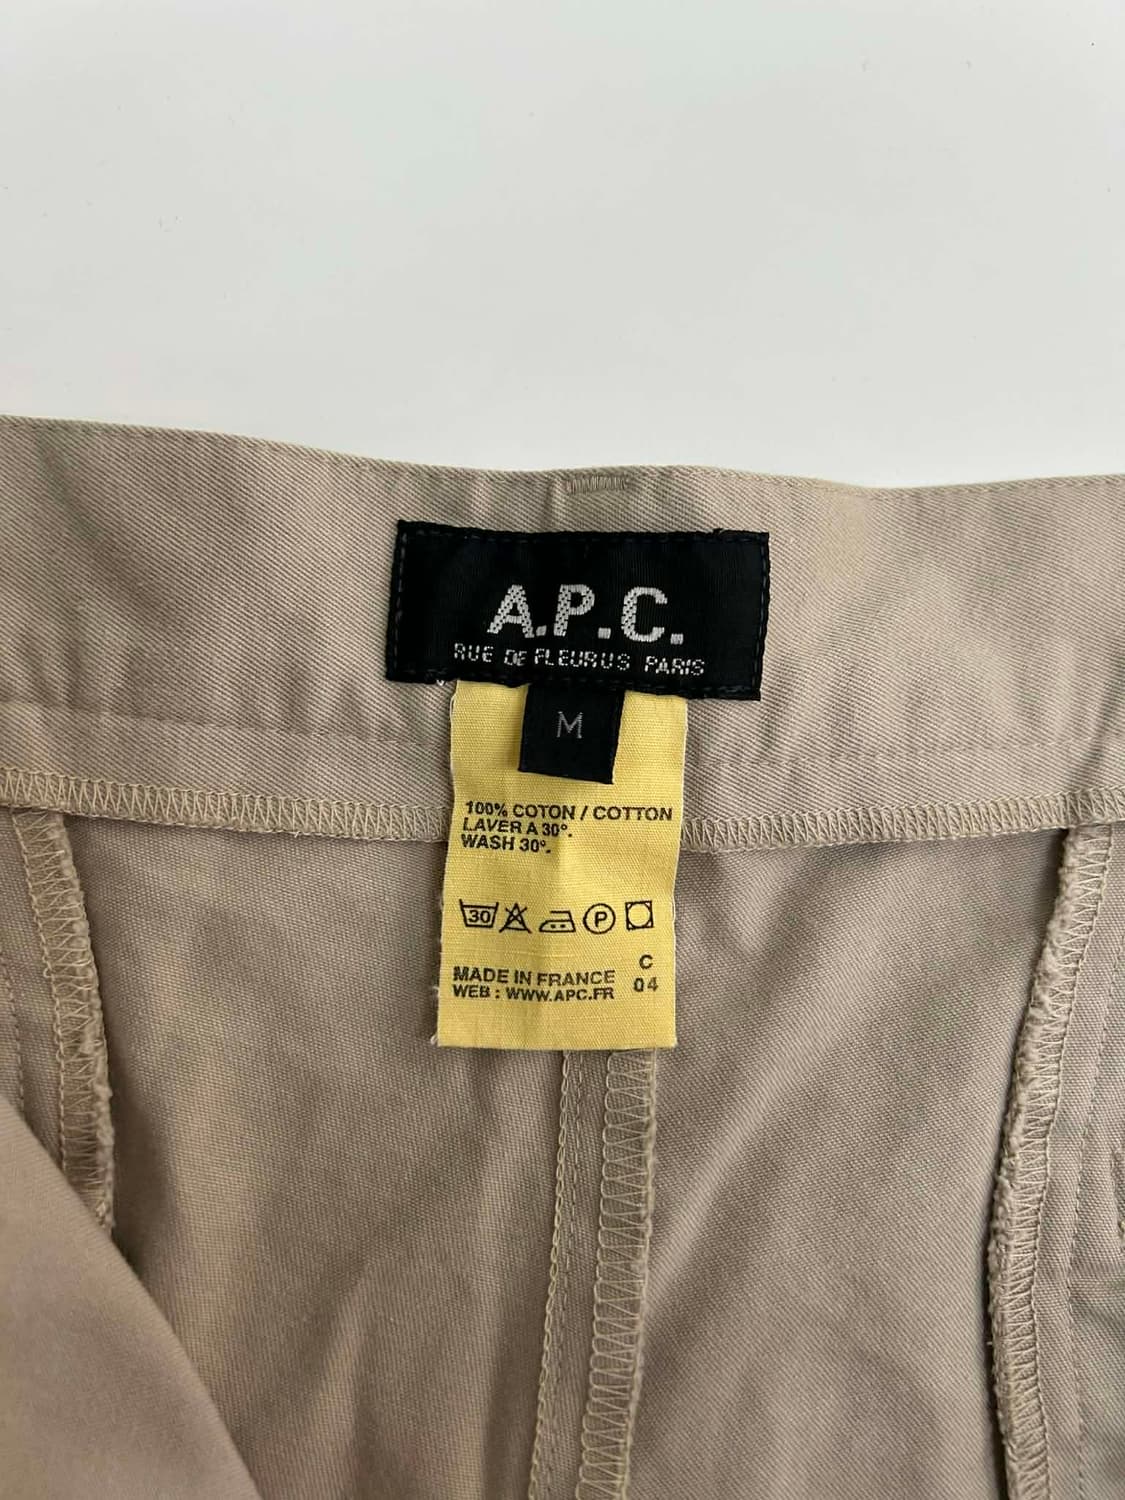 A.P.C.
RUE DE FLEURUS PARIS
M
100% COTON / COTTON
LAVER A 30°.
WASH 30°.
30 P
C
MADE IN FRANCE 04
WEB : WWW.APC.FR